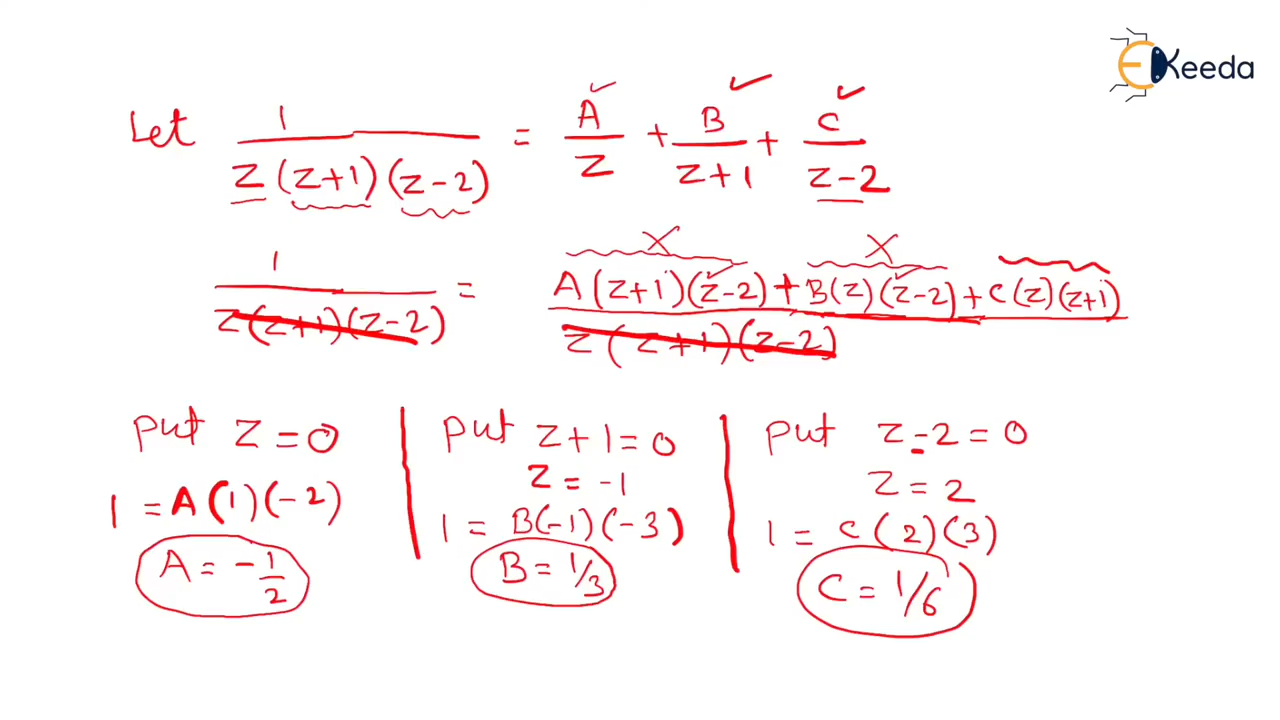 EKeeda
Let 1/(z(z+1)(z-2)) = A/z + B/(z+1) + C/(z-2)
1/(z(z+1)(z-2)) = (A(z+1)(z-2) + B(z)(z-2) + C(z)(z+1))/(z(z+1)(z-2))
put z = 0
1 = A(1)(-2)
A = -1/2
put z + 1 = 0
z = -1
1 = B(-1)(-3)
B = 1/3
put z - 2 = 0
z = 2
1 = C(2)(3)
C = 1/6